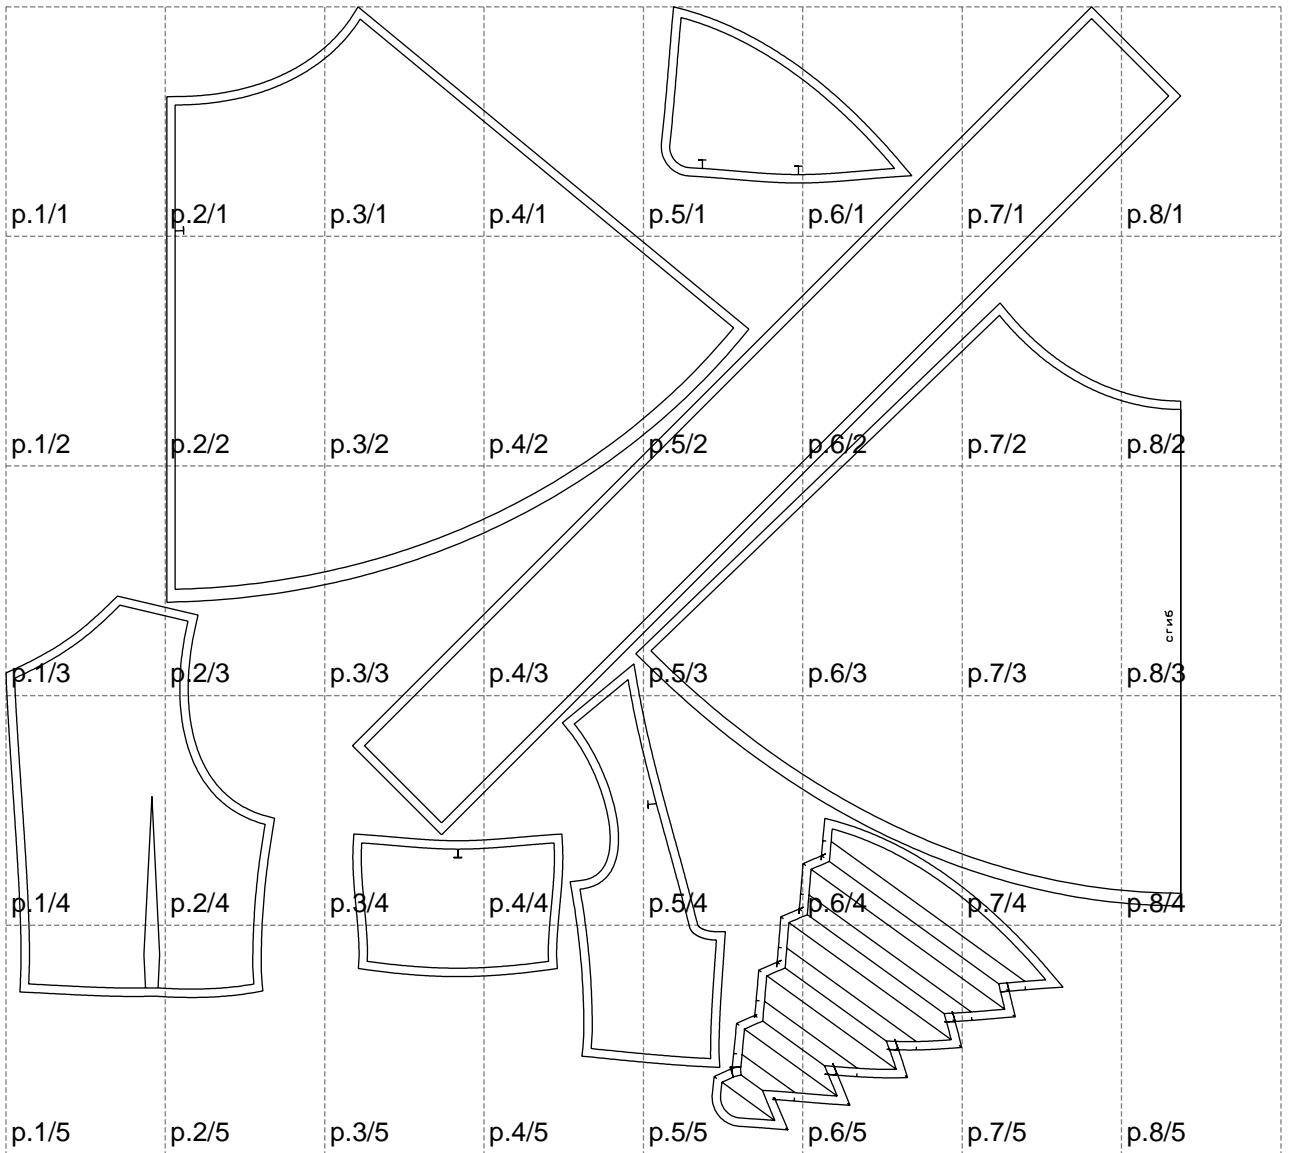 p.1/1 p.2/1 p.3/1 p.4/1 p.5/1 p.6/1 p.7/1 p.8/1
p.1/2 p.2/2 p.3/2 p.4/2 p.5/2 p.6/2 p.7/2 p.8/2
сгиб
p.1/3 p.2/3 p.3/3 p.4/3 p.5/3 p.6/3 p.7/3 p.8/3
p.1/4 p.2/4 p.3/4 p.4/4 p.5/4 p.6/4 p.7/4 p.8/4
p.1/5 p.2/5 p.3/5 p.4/5 p.5/5 p.6/5 p.7/5 p.8/5